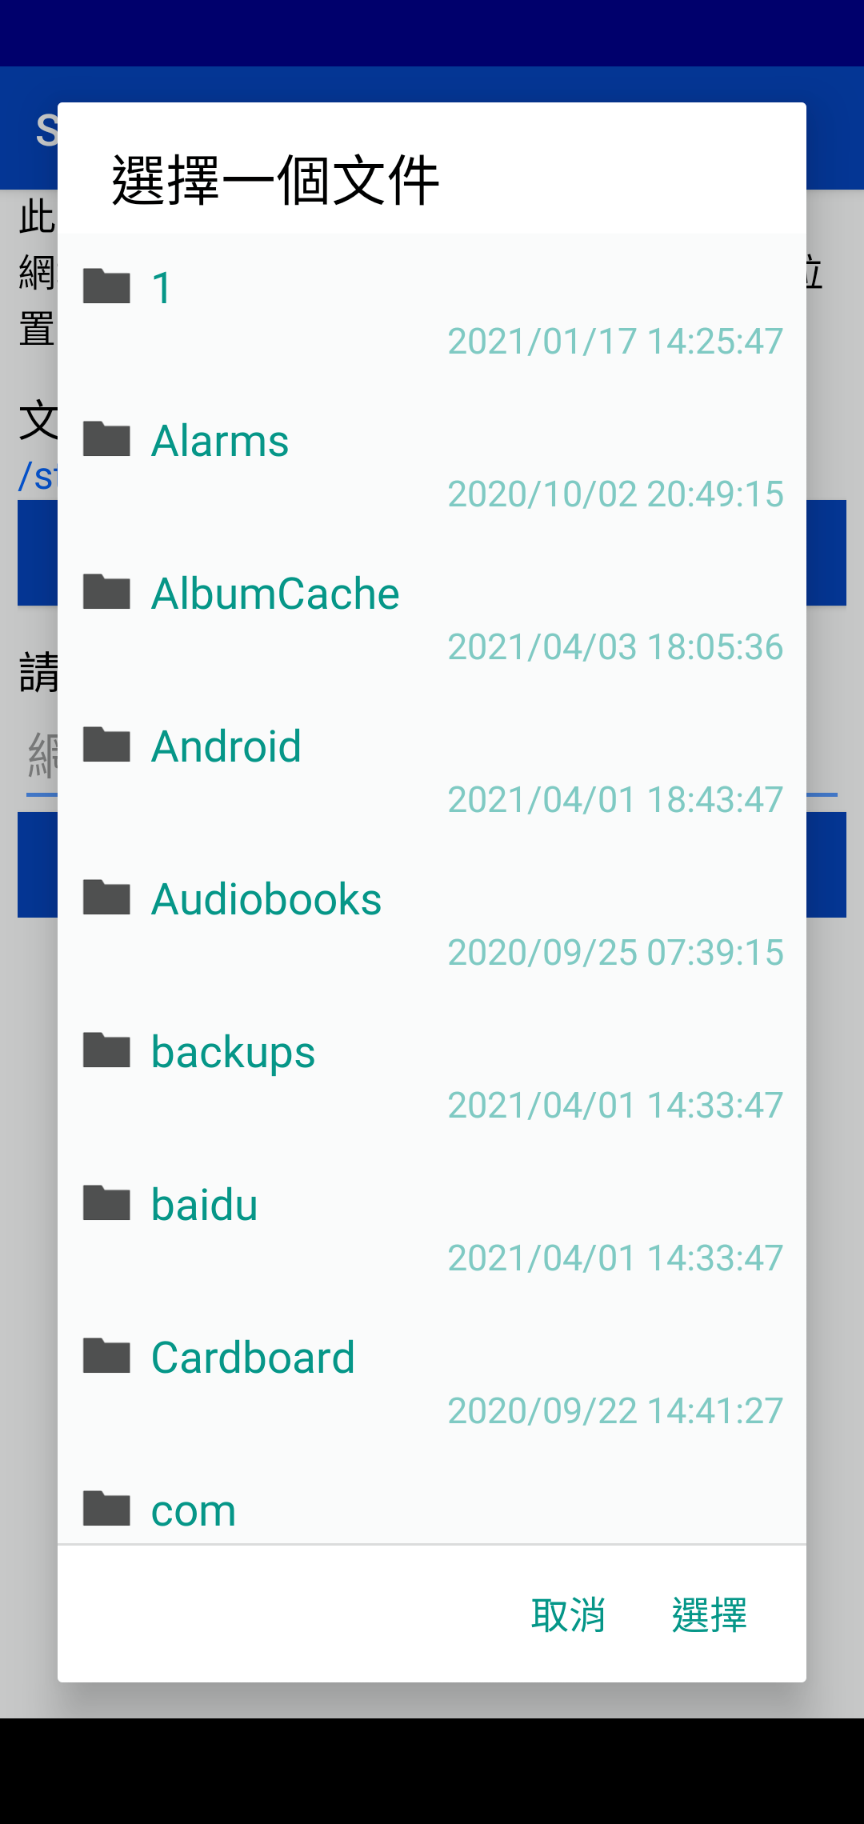 S
選擇一個文件
此
網
位
置
1
2021/01/17 14:25:47
文
Alarms
/st
2020/10/02 20:49:15
AlbumCache
2021/04/03 18:05:36
請
Android
網
2021/04/01 18:43:47
Audiobooks
2020/09/25 07:39:15
backups
2021/04/01 14:33:47
baidu
2021/04/01 14:33:47
Cardboard
2020/09/22 14:41:27
com
取消 選擇